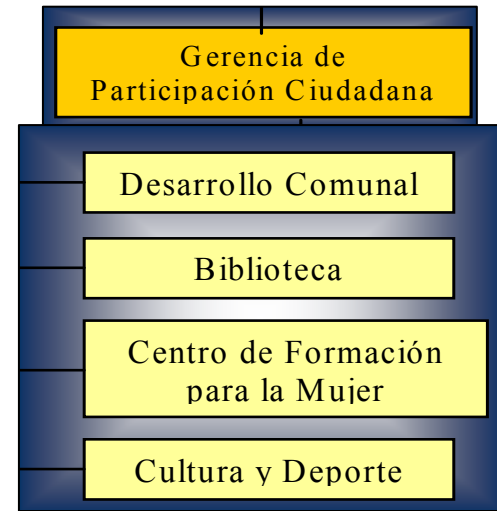 Gerencia de
Participación Ciudadana
Desarrollo Comunal
Biblioteca
Centro de Formación
para la Mujer
Cultura y Deporte